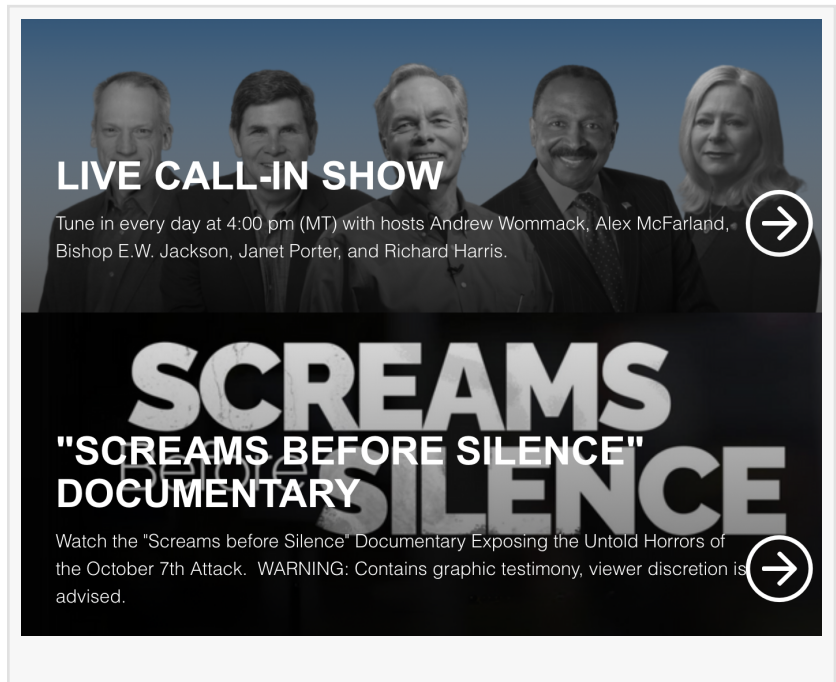 LIVE CALL-IN SHOW
Tune in every day at 4:00 pm (MT) with hosts Andrew Wommack, Alex McFarland,
Bishop E.W. Jackson, Janet Porter, and Richard Harris.
SCREAMS
"SCREAMS BEFORE SILENCE"
Before SILENCE
DOCUMENTARY
Watch the "Screams before Silence" Documentary Exposing the Untold Horrors of
the October 7th Attack.  WARNING: Contains graphic testimony, viewer discretion is
advised.